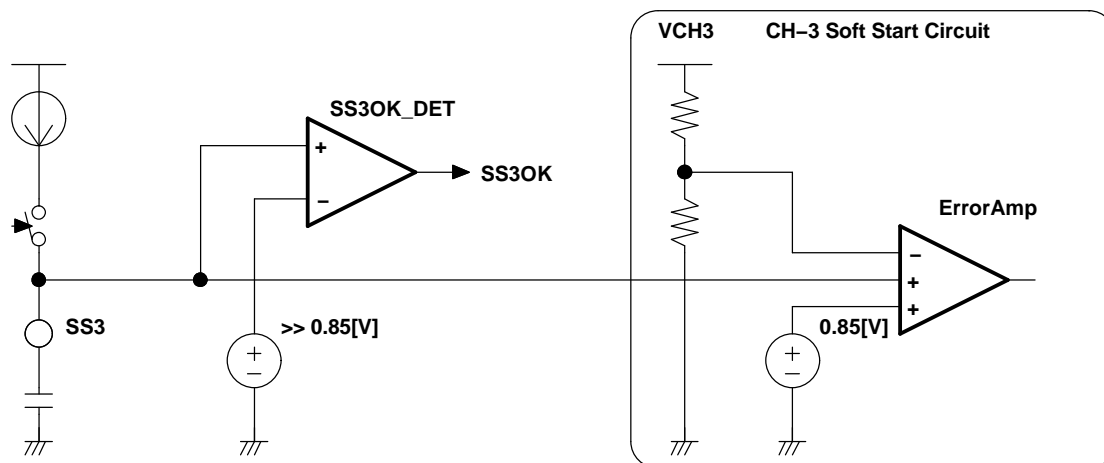 VCH3
CH−3 Soft Start Circuit
SS3OK_DET
+
−
SS3OK
ErrorAmp
−
+
+
SS3
>> 0.85[V]
+
−
0.85[V]
+
−